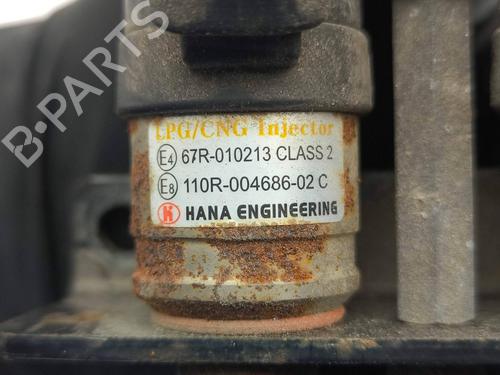 B-PARTS
LPG/CNG Injector
E4 67R-010213 CLASS 2
E8 110R-004686-02 C
HANA ENGINEERING